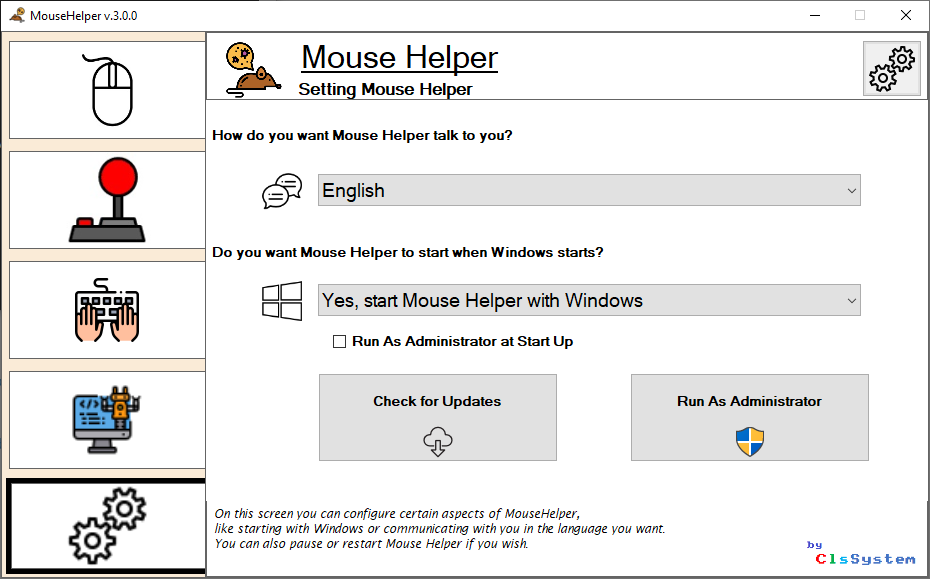 MouseHelper v.3.0.0
Mouse Helper
Setting Mouse Helper
How do you want Mouse Helper talk to you?
English
Do you want Mouse Helper to start when Windows starts?
Yes, start Mouse Helper with Windows
Run As Administrator at Start Up
Check for Updates
Run As Administrator
On this screen you can configure certain aspects of MouseHelper,
like starting with Windows or communicating with you in the language you want.
You can also pause or restart Mouse Helper if you wish.
by
ClsSystem